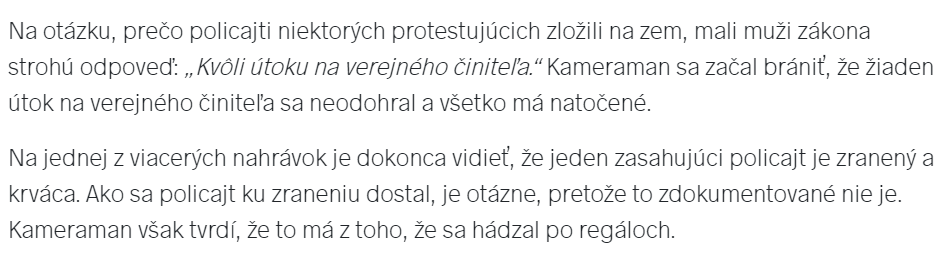 Na otázku, prečo policajti niektorých protestujúcich zložili na zem, mali muži zákona
strohú odpoveď: „Kvôli útoku na verejného činiteľa.“ Kameraman sa začal brániť, že žiaden
útok na verejného činiteľa sa neodohral a všetko má natočené.
Na jednej z viacerých nahrávok je dokonca vidieť, že jeden zasahujúci policajt je zranený a
krváca. Ako sa policajt ku zraneniu dostal, je otázne, pretože to zdokumentované nie je.
Kameraman však tvrdí, že to má z toho, že sa hádzal po regáloch.